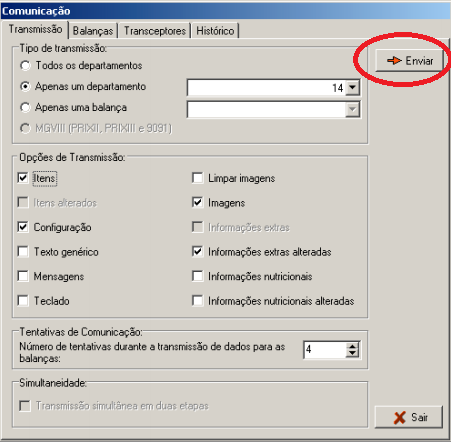 Comunicação
Transmissão Balanças Transceptores Histórico
Tipo de transmissão:
Todos os departamentos
Apenas um departamento 14
Apenas uma balança
MGVIII (PRIXII, PRIXIII e 9091)
Enviar
Opções de Transmissão:
Itens Limpar imagens
Itens alterados Imagens
Configuração Informações extras
Texto genérico Informações extras alteradas
Mensagens Informações nutricionais
Teclado Informações nutricionais alteradas
Tentativas de Comunicação:
Número de tentativas durante a transmissão de dados para as
balanças: 4
Simultaneidade:
Transmissão simultânea em duas etapas
Sair